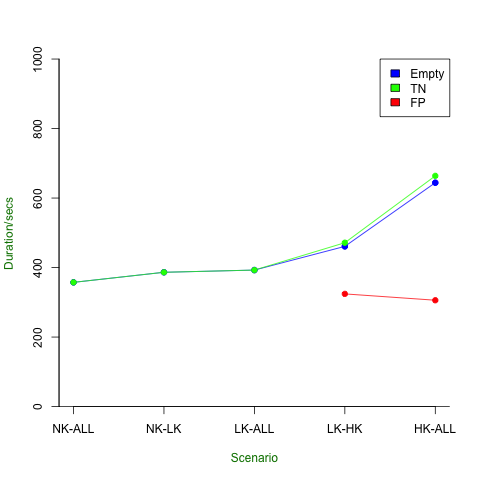 Empty
TN
FP
1000
800
600
400
200
0
Duration/secs
NK-ALL NK-LK LK-ALL LK-HK HK-ALL
Scenario